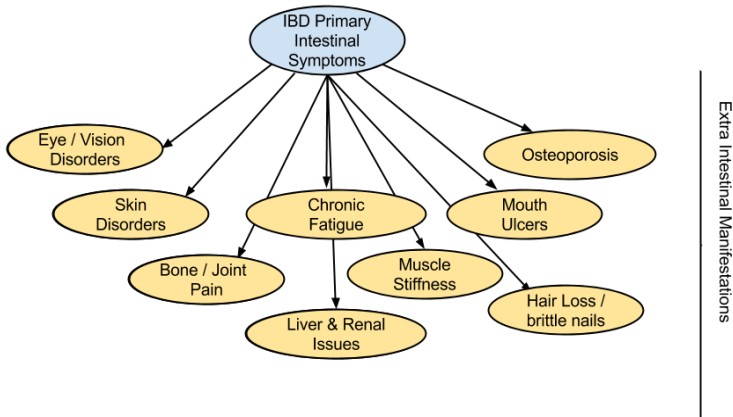 IBD Primary
Intestinal
Symptoms
Eye / Vision
Disorders
Osteoporosis
Skin
Disorders
Chronic
Fatigue
Mouth
Ulcers
Bone / Joint
Pain
Muscle
Stiffness
Hair Loss /
brittle nails
Liver & Renal
Issues
Extra Intestinal Manifestations